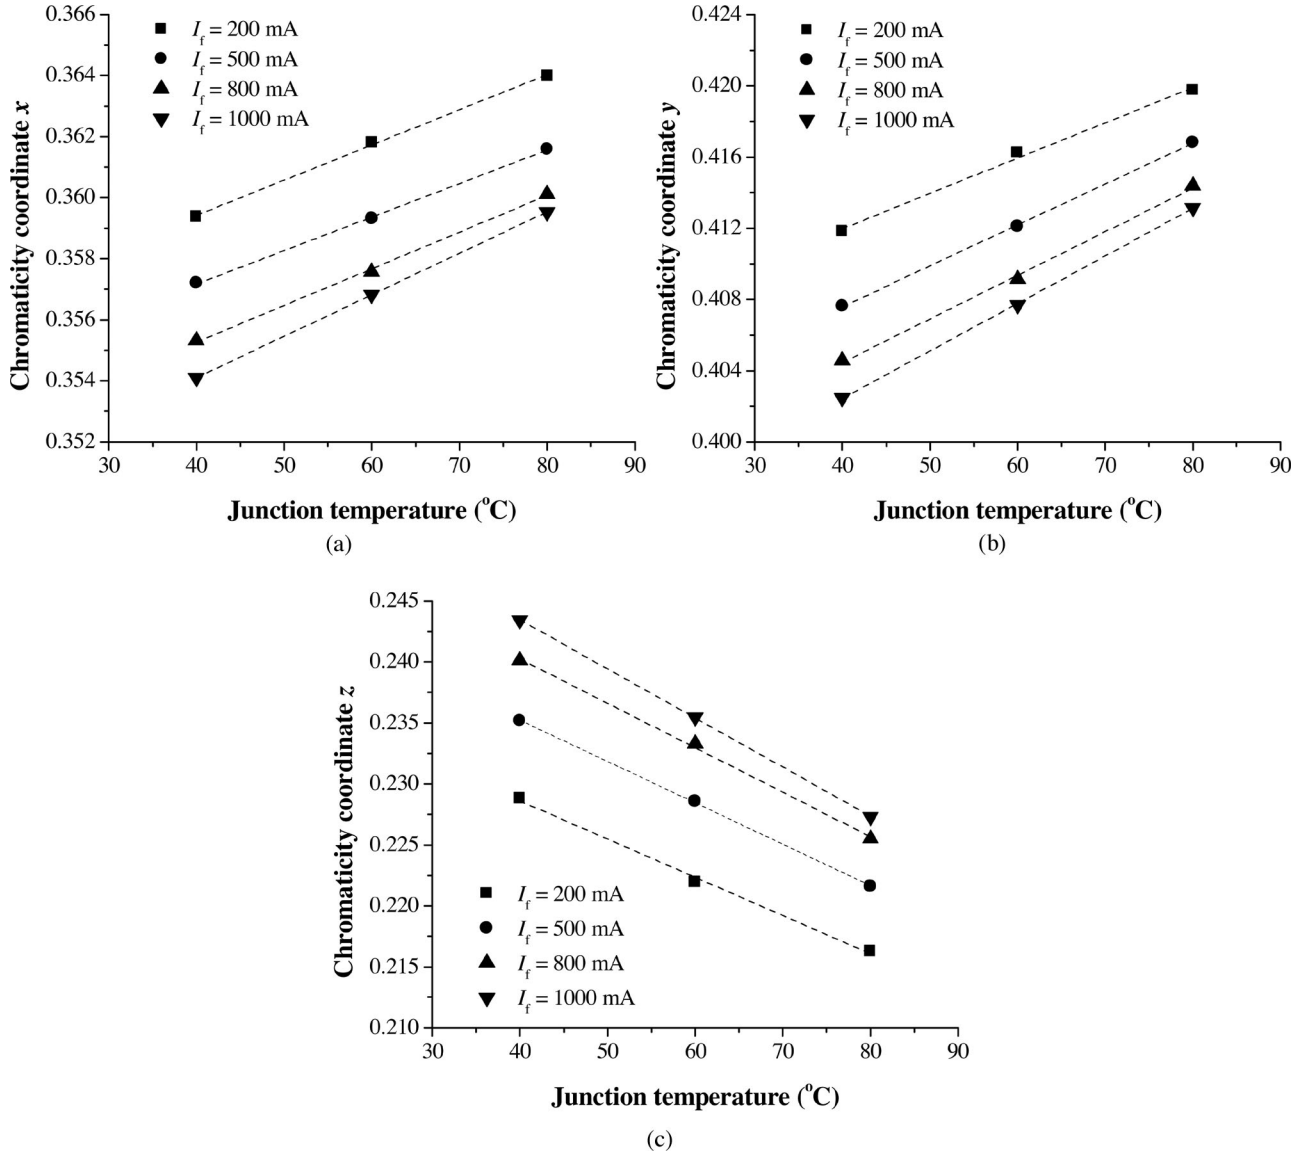 0.366
0.364
0.362
0.360
0.358
0.356
0.354
0.352
Chromaticity coordinate x
If = 200 mA
If = 500 mA
If = 800 mA
If = 1000 mA
30 40 50 60 70 80 90
Junction temperature (oC)
(a)
0.424
0.420
0.416
0.412
0.408
0.404
0.400
Chromaticity coordinate y
If = 200 mA
If = 500 mA
If = 800 mA
If = 1000 mA
30 40 50 60 70 80 90
Junction temperature (oC)
(b)
0.245
0.240
0.235
0.230
0.225
0.220
0.215
0.210
Chromaticity coordinate z
If = 200 mA
If = 500 mA
If = 800 mA
If = 1000 mA
30 40 50 60 70 80 90
Junction temperature (oC)
(c)